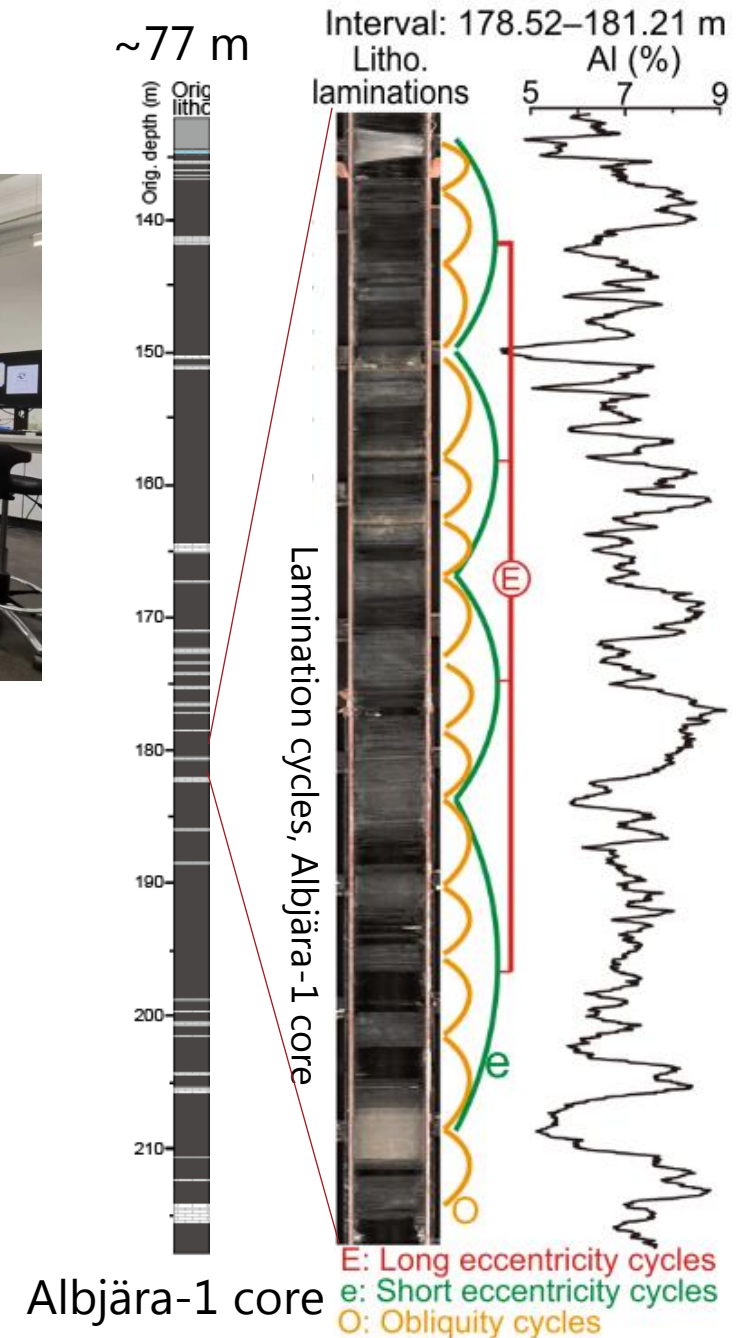 ~77 m
Interval: 178.52–181.21 m
Litho.
laminations
Al (%)
5 7 9
Orig. depth (m)
Orig
litho
140
150
160
170
180
190
200
210
Lamination cycles, Albjära-1 core
E
e
O
Albjära-1 core
E: Long eccentricity cycles
e: Short eccentricity cycles
O: Obliquity cycles